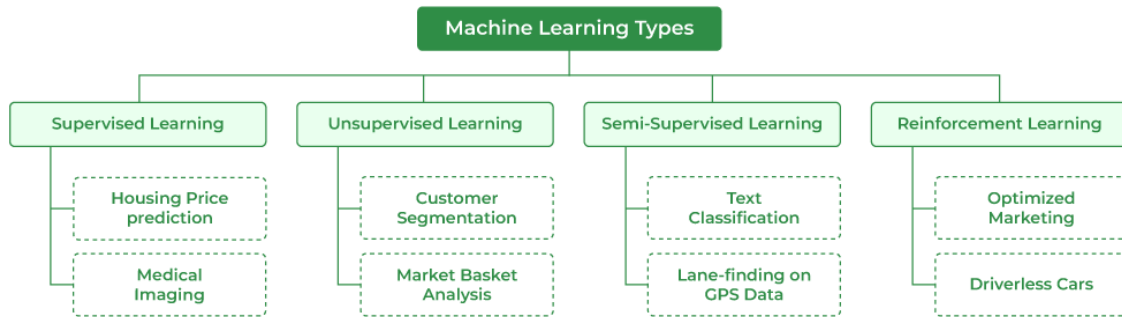 Machine Learning Types
Supervised Learning
Unsupervised Learning
Semi-Supervised Learning
Reinforcement Learning
Housing Price
prediction
Customer
Segmentation
Text
Classification
Optimized
Marketing
Medical
Imaging
Market Basket
Analysis
Lane-finding on
GPS Data
Driverless Cars